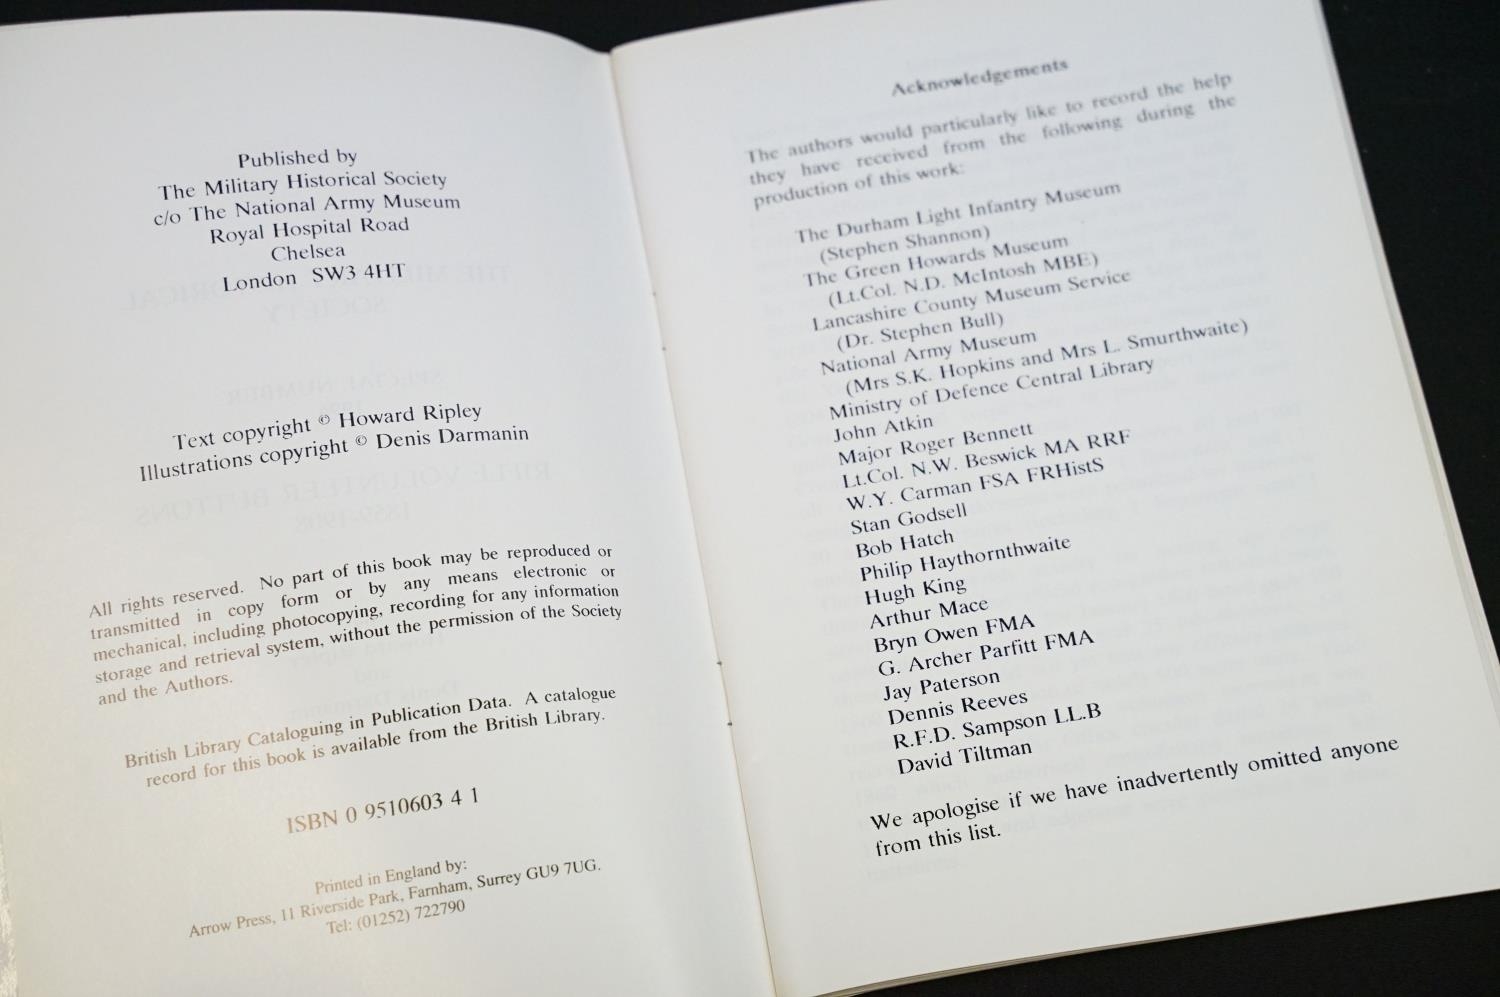 Published by
The Military Historical Society
c/o The National Army Museum
Royal Hospital Road
Chelsea
London SW3 4HT
Text copyright © Howard Ripley
Illustrations copyright © Denis Darmanin
All rights reserved. No part of this book may be reproduced or
transmitted in copy form or by any means electronic or
mechanical, including photocopying, recording for any information
storage and retrieval system, without the permission of the Society
and the Authors.
British Library Cataloguing in Publication Data. A catalogue
record for this book is available from the British Library.
ISBN 0 9510603 4 1
Printed in England by:
Arrow Press, 11 Riverside Park, Farnham, Surrey GU9 7UG.
Tel: (01252) 722790
Acknowledgements
The authors would particularly like to record the help
they have received from the following during the
production of this work:
The Durham Light Infantry Museum
(Stephen Shannon)
The Green Howards Museum
(Lt.Col. N.D. McIntosh MBE)
Lancashire County Museum Service
(Dr. Stephen Bull)
National Army Museum
(Mrs S.K. Hopkins and Mrs L. Smurthwaite)
Ministry of Defence Central Library
John Atkin
Major Roger Bennett
Lt.Col. N.W. Beswick MA RRF
W.Y. Carman FSA FRHistS
Stan Godsell
Bob Hatch
Philip Haythornthwaite
Hugh King
Arthur Mace
Bryn Owen FMA
G. Archer Parfitt FMA
Jay Paterson
Dennis Reeves
R.F.D. Sampson LL.B
David Tiltman
We apologise if we have inadvertently omitted anyone
from this list.